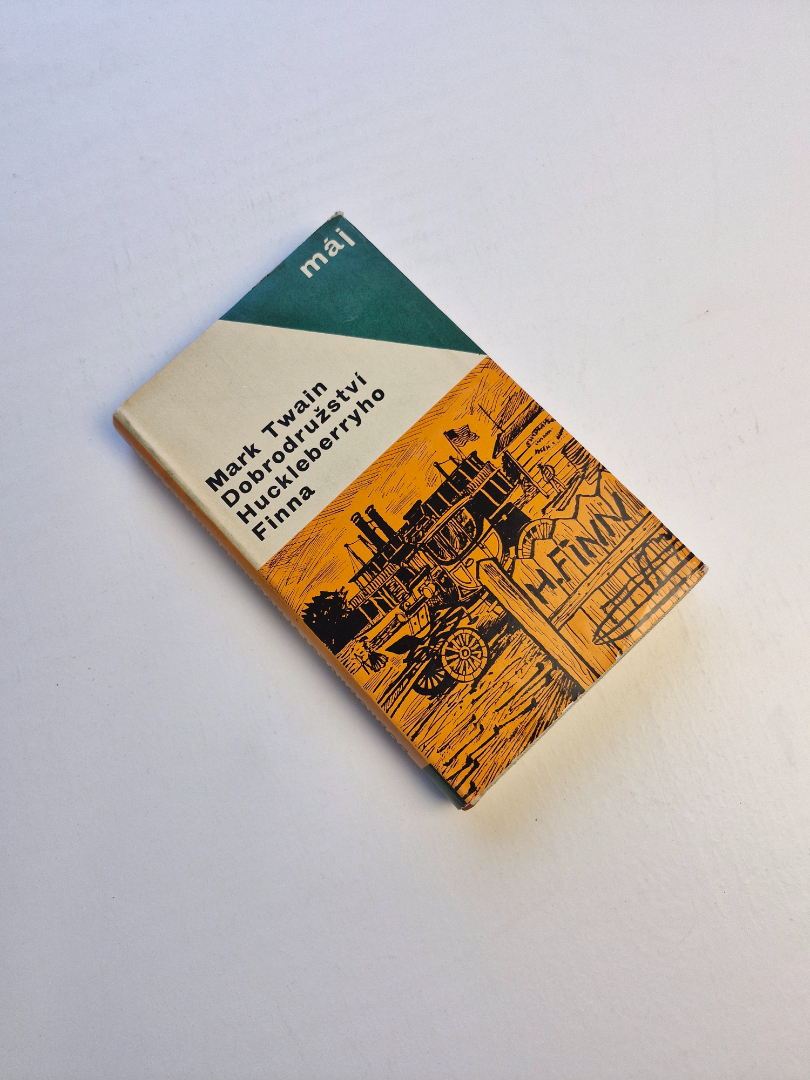 máj
Mark Twain
Dobrodružství
Huckleberryho
Finna
H. FiNN